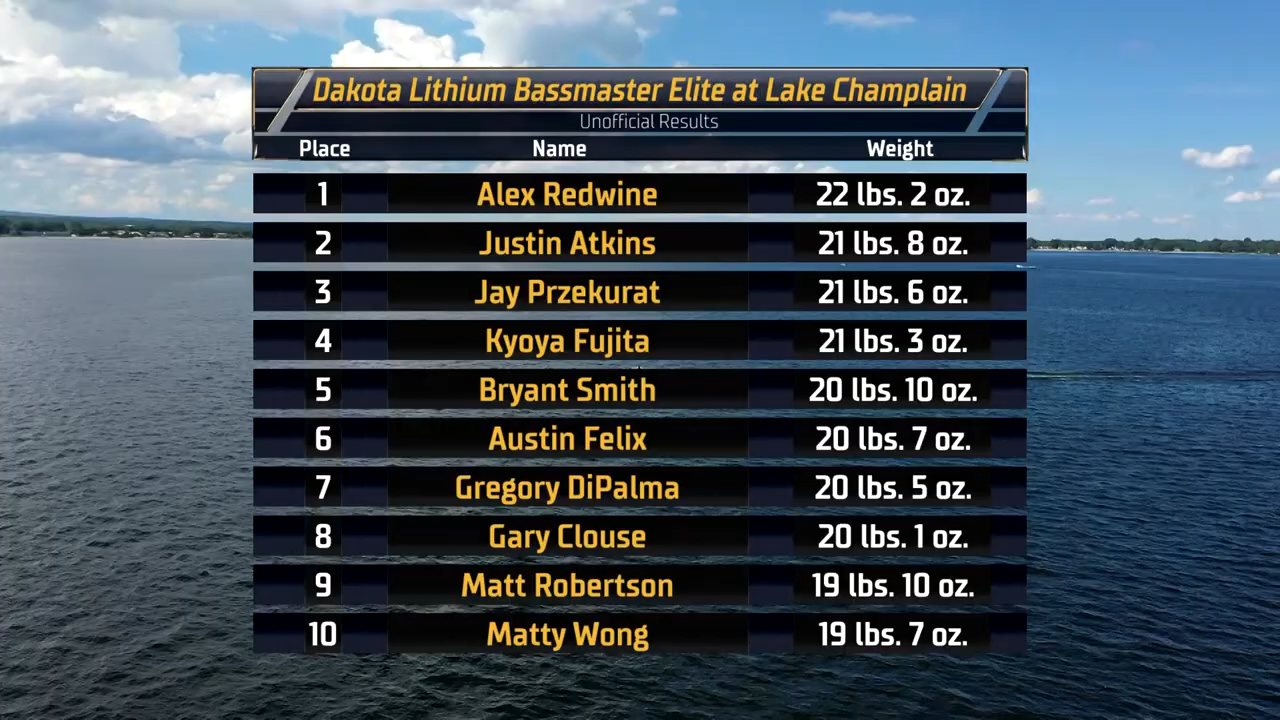 Dakota Lithium Bassmaster Elite at Lake Champlain
Unofficial Results
Place Name Weight
1 Alex Redwine 22 lbs. 2 oz.
2 Justin Atkins 21 lbs. 8 oz.
3 Jay Przekurat 21 lbs. 6 oz.
4 Kyoya Fujita 21 lbs. 3 oz.
5 Bryant Smith 20 lbs. 10 oz.
6 Austin Felix 20 lbs. 7 oz.
7 Gregory DiPalma 20 lbs. 5 oz.
8 Gary Clouse 20 lbs. 1 oz.
9 Matt Robertson 19 lbs. 10 oz.
10 Matty Wong 19 lbs. 7 oz.